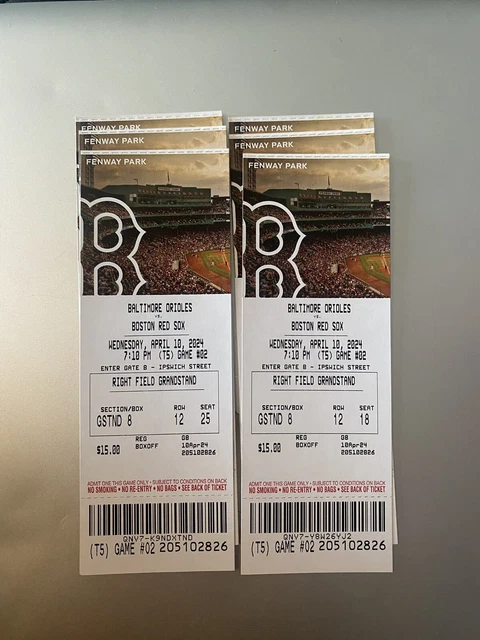 FENWAY PARK
FENWAY PARK
FENWAY PARK
B
BALTIMORE ORIOLES
VS.
BOSTON RED SOX
WEDNESDAY, APRIL 10, 2024
7:10 PM (T5) GAME #02
ENTER GATE B - IPSWICH STREET
RIGHT FIELD GRANDSTAND
SECTION/BOX ROW SEAT
GSTND 8 12 25
$15.00 REG BOXOFF G8 10Apr24 205102826
ADMIT ONE THIS GAME ONLY • SUBJECT TO CONDITIONS ON BACK
NO SMOKING • NO RE-ENTRY • NO BAGS • SEE BACK OF TICKET
QNV7-K9NDXTND
(T5) GAME #02 205102826
FENWAY PARK
FENWAY PARK
FENWAY PARK
B
BALTIMORE ORIOLES
VS.
BOSTON RED SOX
WEDNESDAY, APRIL 10, 2024
7:10 PM (T5) GAME #02
ENTER GATE B - IPSWICH STREET
RIGHT FIELD GRANDSTAND
SECTION/BOX ROW SEAT
GSTND 8 12 18
$15.00 REG BOXOFF G8 10Apr24 205102826
ADMIT ONE THIS GAME ONLY • SUBJECT TO CONDITIONS ON BACK
NO SMOKING • NO RE-ENTRY • NO BAGS • SEE BACK OF TICKET
QNV7-YBW26YJ2
(T5) GAME #02 205102826